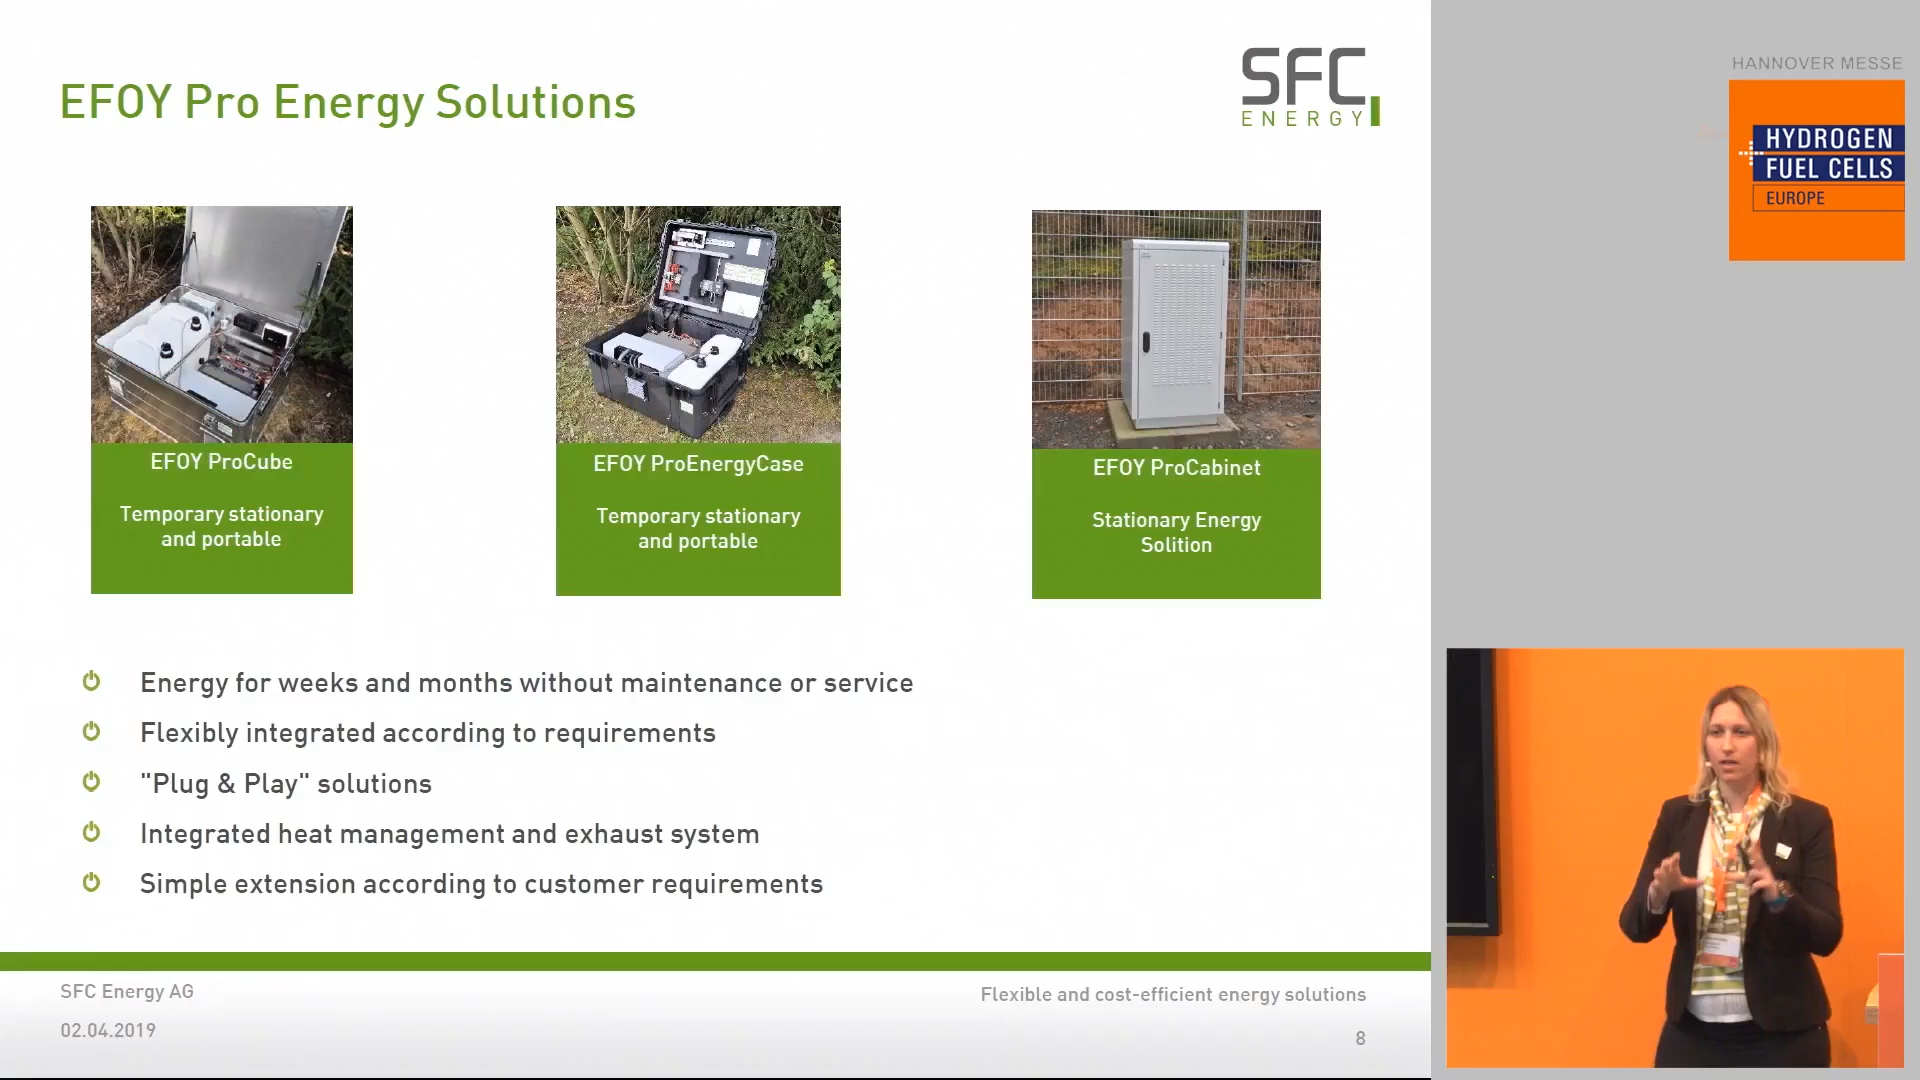 EFOY Pro Energy Solutions
SFC
ENERGY
HANNOVER MESSE
HYDROGEN
FUEL CELLS
EUROPE
EFOY ProCube
Temporary stationary
and portable
EFOY ProEnergyCase
Temporary stationary
and portable
EFOY ProCabinet
Stationary Energy
Solition
Energy for weeks and months without maintenance or service
Flexibly integrated according to requirements
"Plug & Play" solutions
Integrated heat management and exhaust system
Simple extension according to customer requirements
SFC Energy AG
Flexible and cost-efficient energy solutions
02.04.2019
8